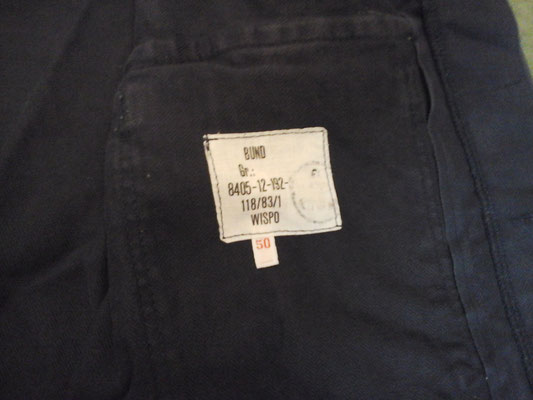 BUND
Gr.:
8405-12-192-
118/83/1
WISPO
50